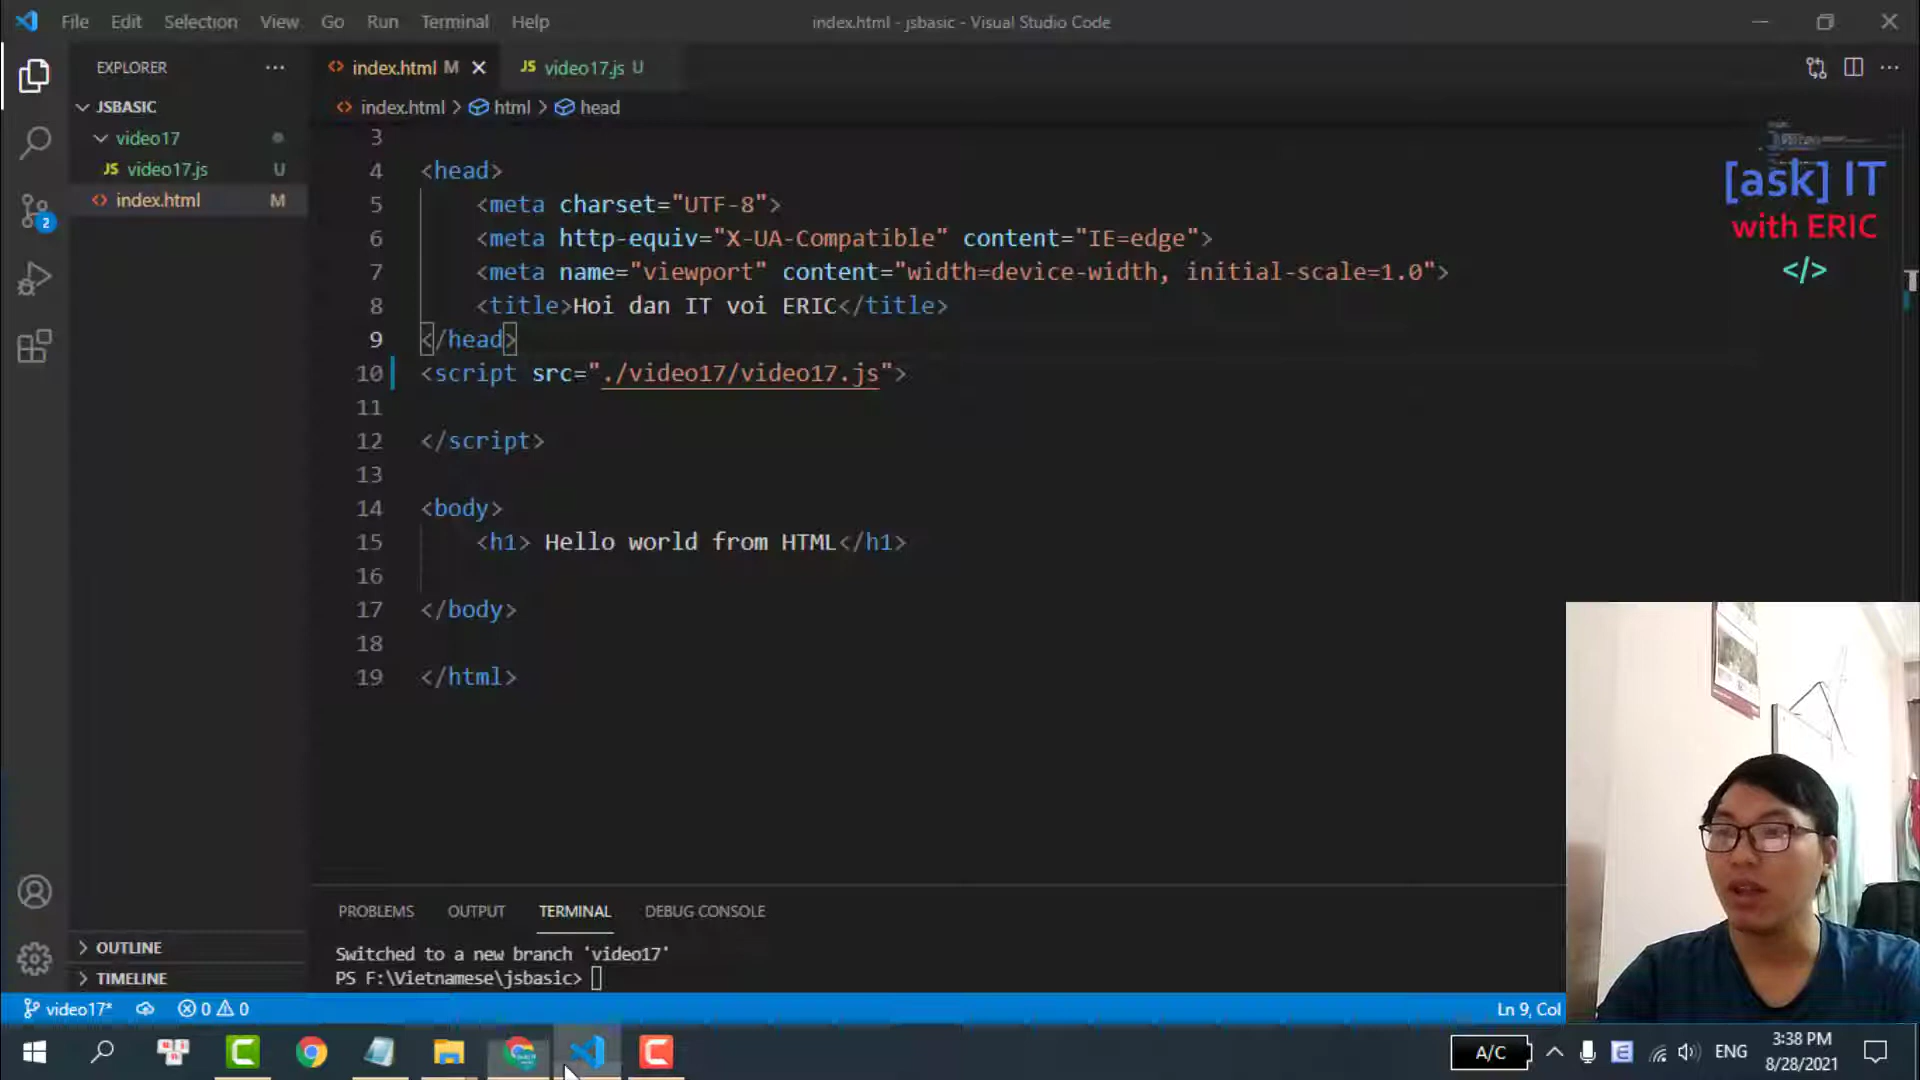 File Edit Selection View Go Run Terminal Help
index.html - jsbasic - Visual Studio Code
EXPLORER
JSBASIC
video17
JS video17.js U
<> index.html M
<> index.html M
JS video17.js U
<> index.html > html > head
3
4 <head>
5 <meta charset="UTF-8">
6 <meta http-equiv="X-UA-Compatible" content="IE=edge">
7 <meta name="viewport" content="width=device-width, initial-scale=1.0">
8 <title>Hoi dan IT voi ERIC</title>
9 </head>
10 <script src="./video17/video17.js">
11
12 </script>
13
14 <body>
15 <h1> Hello world from HTML</h1>
16
17 </body>
18
19 </html>
[ask] IT
with ERIC
</>
2
OUTLINE
TIMELINE
PROBLEMS OUTPUT TERMINAL DEBUG CONSOLE
Switched to a new branch 'video17'
PS F:\Vietnamese\jsbasic>
video17* 0 0
Ln 9, Col
A/C
ENG
3:38 PM
8/28/2021